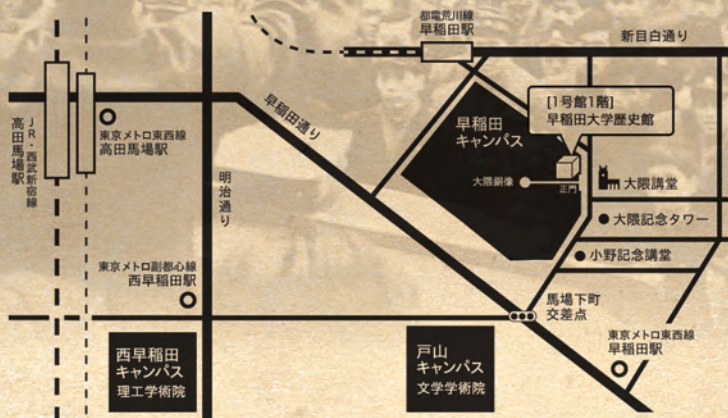 都電荒川線
早稲田駅
新目白通り
[1号館1階]
早稲田大学歴史館
早稲田通り
早稲田
キャンパス
JR・西武新宿線
高田馬場駅
東京メトロ東西線
高田馬場駅
明治通り
大隈銅像
正門
大隈講堂
大隈記念タワー
小野記念講堂
東京メトロ副都心線
西早稲田駅
馬場下町
交差点
東京メトロ東西線
早稲田駅
西早稲田
キャンパス
理工学術院
戸山
キャンパス
文学学術院